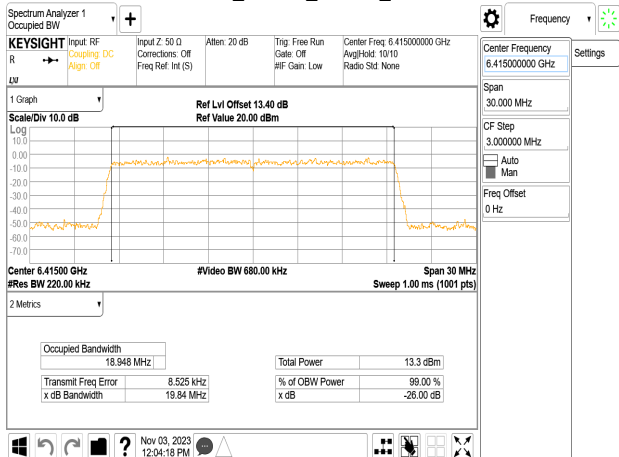 Spectrum Analyzer 1
Occupied BW
Frequency
KEYSIGHT
R
Input: RF
Coupling: DC
Align: Off
Input Z: 50 Ω
Corrections: Off
Freq Ref: Int (S)
Atten: 20 dB
Trig: Free Run
Gate: Off
#IF Gain: Low
Center Freq: 6.415000000 GHz
Avg|Hold: 10/10
Radio Std: None
Center Frequency
6.415000000 GHz
Settings
Span
30.000 MHz
CF Step
3.000000 MHz
Auto
Man
Freq Offset
0 Hz
1 Graph
Scale/Div 10.0 dB
Ref Lvl Offset 13.40 dB
Ref Value 20.00 dBm
Log
10.0
0.00
-10.0
-20.0
-30.0
-40.0
-50.0
-60.0
-70.0
Center 6.41500 GHz
#Res BW 220.00 kHz
#Video BW 680.00 kHz
Span 30 MHz
Sweep 1.00 ms (1001 pts)
2 Metrics
Occupied Bandwidth
18.948 MHz
Total Power 13.3 dBm
Transmit Freq Error 8.525 kHz
% of OBW Power 99.00 %
x dB Bandwidth 19.84 MHz
x dB -26.00 dB
?
Nov 03, 2023
12:04:18 PM